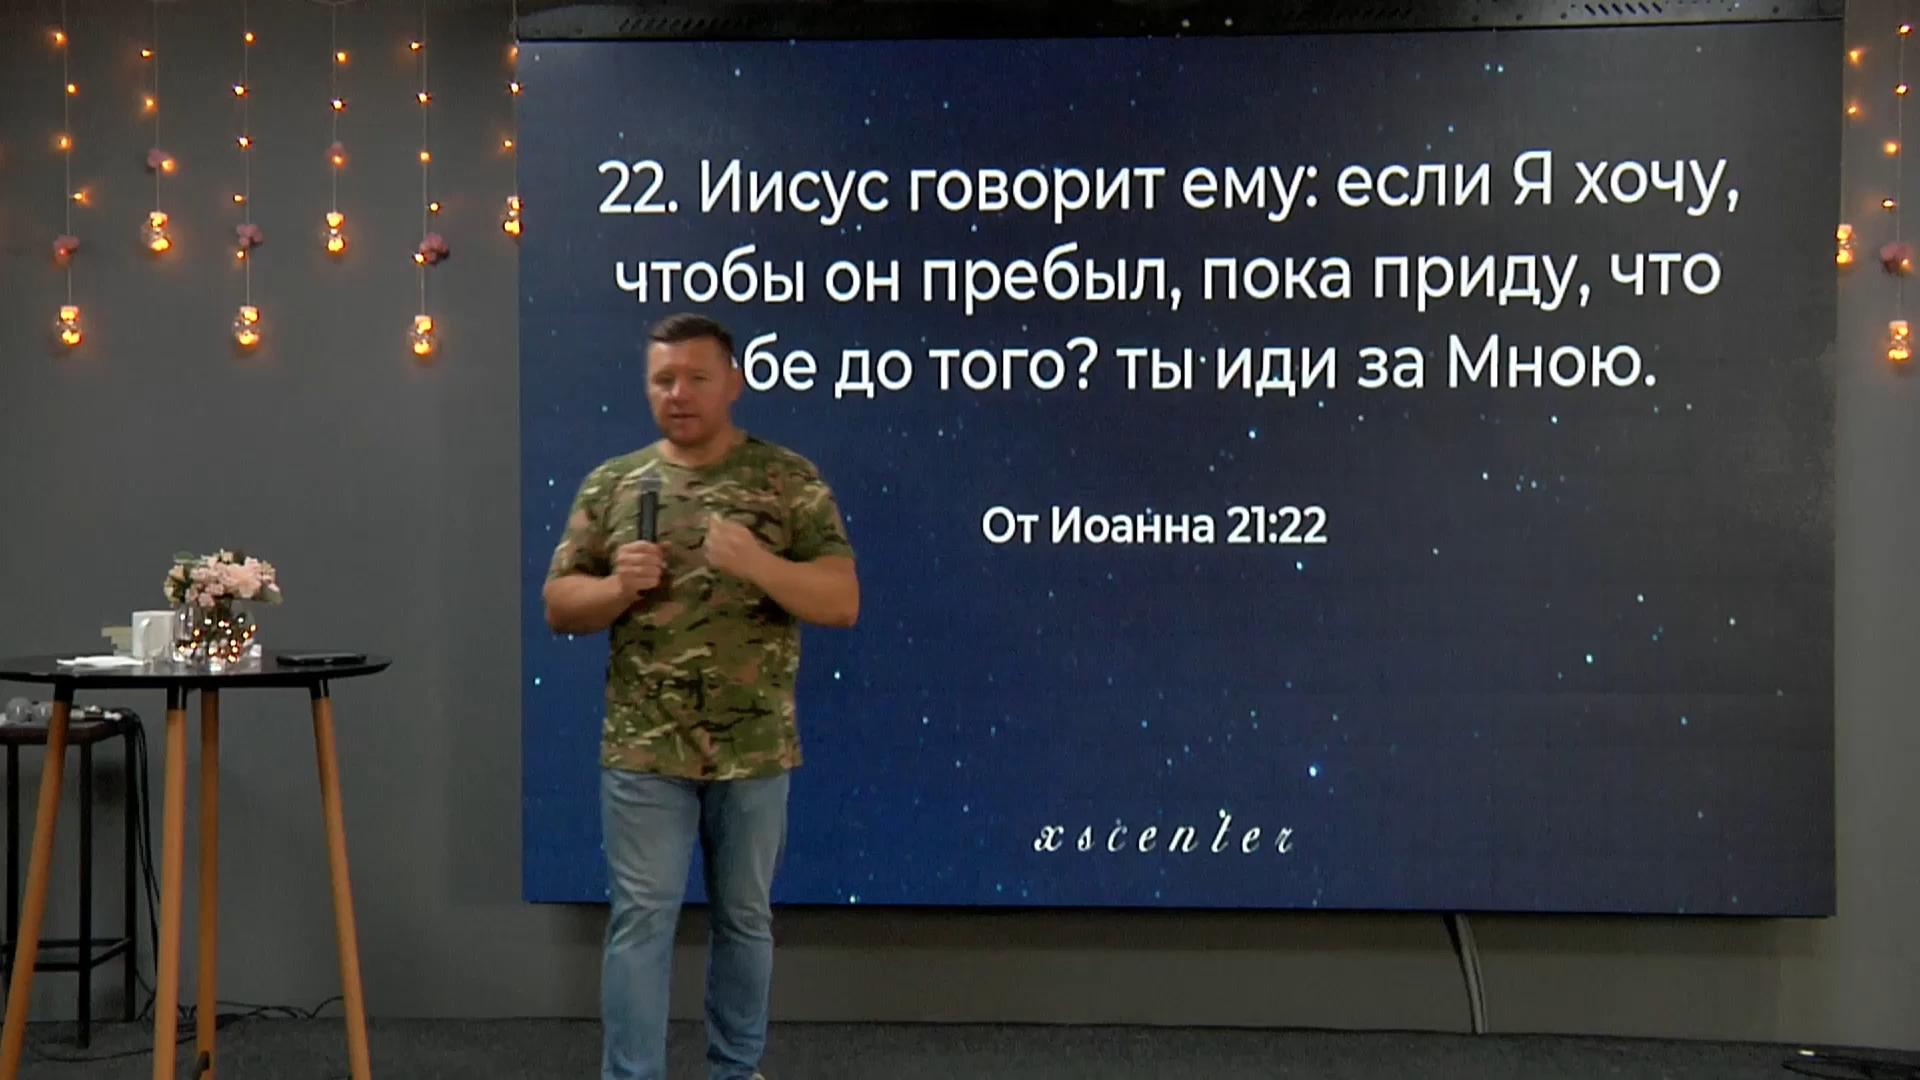 22. Иисус говорит ему: если Я хочу,
чтобы он пребыл, пока приду, что
бе до того? ты иди за Мною.
От Иоанна 21:22
xscenter